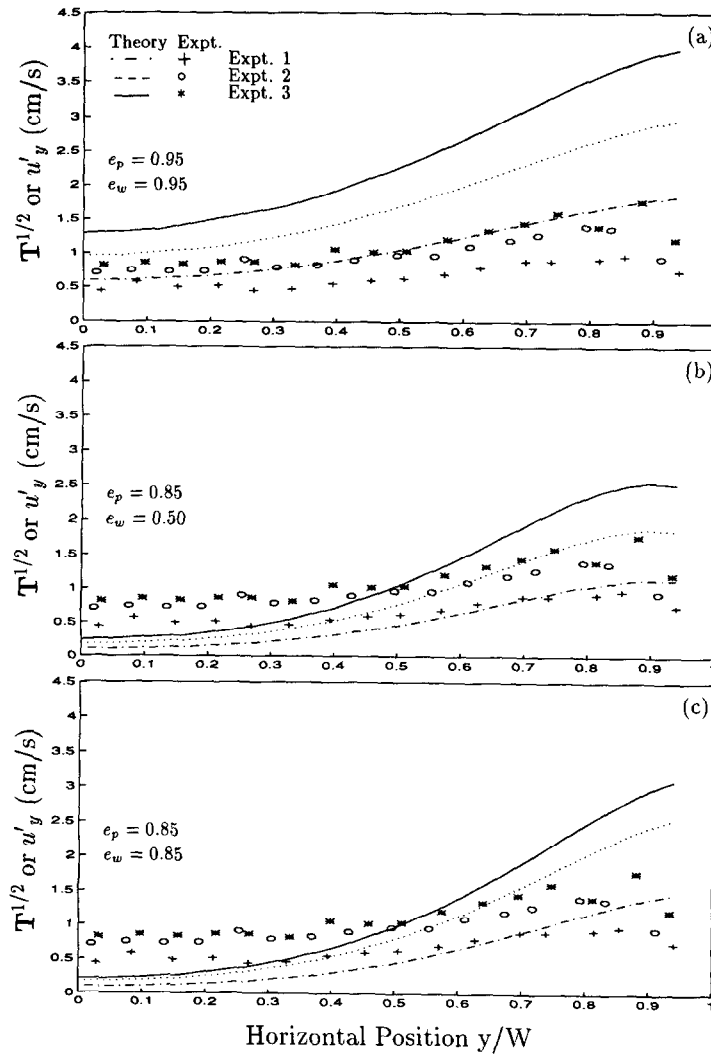 4.5
(a)
Theory Expt.
Expt. 1
4
Expt. 2
3.5
Expt. 3
3
2.5
e_p = 0.95
2
e_w = 0.95
1.5
1
0.5
0
T^1/2 or u'_y (cm/s)
0 0.1 0.2 0.3 0.4 0.5 0.6 0.7 0.8 0.9 1
4.5
(b)
4
3.5
3
2.5
e_p = 0.85
2
e_w = 0.50
1.5
1
0.5
0
T^1/2 or u'_y (cm/s)
0 0.1 0.2 0.3 0.4 0.5 0.6 0.7 0.8 0.9 1
4.5
(c)
4
3.5
3
2.5
e_p = 0.85
2
e_w = 0.85
1.5
1
0.5
0
T^1/2 or u'_y (cm/s)
0 0.1 0.2 0.3 0.4 0.5 0.6 0.7 0.8 0.9 1
Horizontal Position y/W